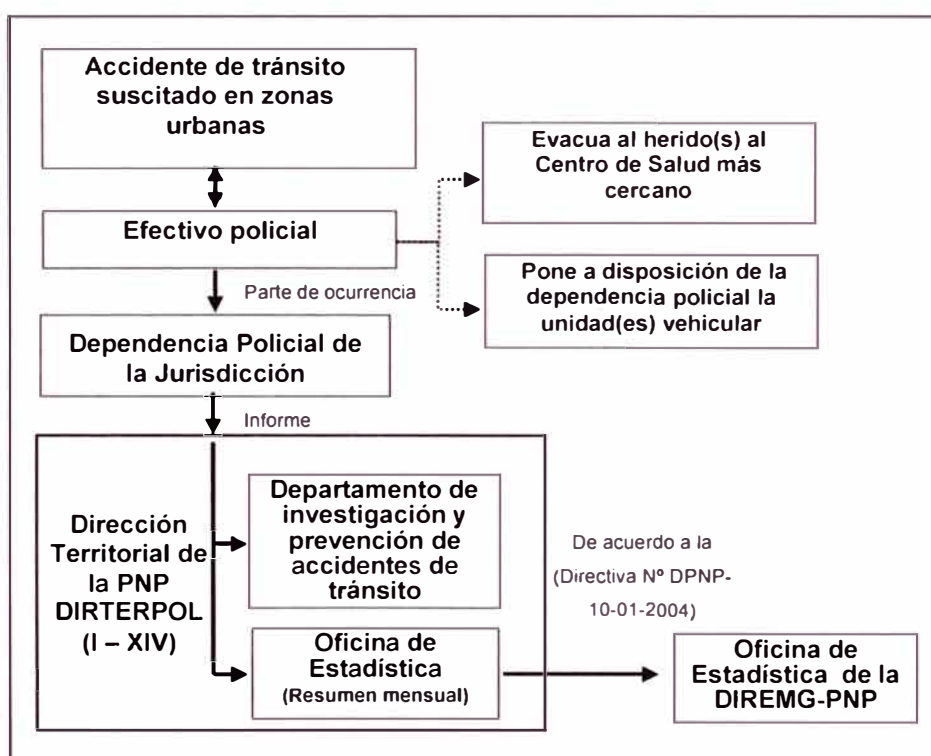 Accidente de tránsito
suscitado en zonas
urbanas
Evacua al herido(s) al
Centro de Salud más
cercano
Efectivo policial
Pone a disposición de la
dependencia policial la
unidad(es) vehicular
Parte de ocurrencia
Dependencia Policial de
la Jurisdicción
Informe
Dirección
Territorial de
la PNP
DIRTERPOL
(I – XIV)
Departamento de
investigación y
prevención de
accidentes de
tránsito
De acuerdo a la
(Directiva Nº DPNP-
10-01-2004)
Oficina de
Estadística
(Resumen mensual)
Oficina de
Estadística de la
DIREMG-PNP